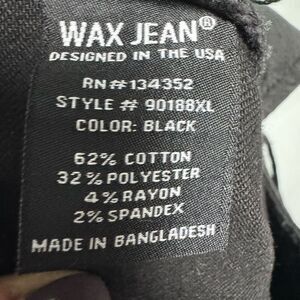 WAX JEAN®
DESIGNED IN THE USA
RN# 134352
STYLE # 90188XL
COLOR: BLACK
62% COTTON
32% POLYESTER
4% RAYON
2% SPANDEX
MADE IN BANGLADESH